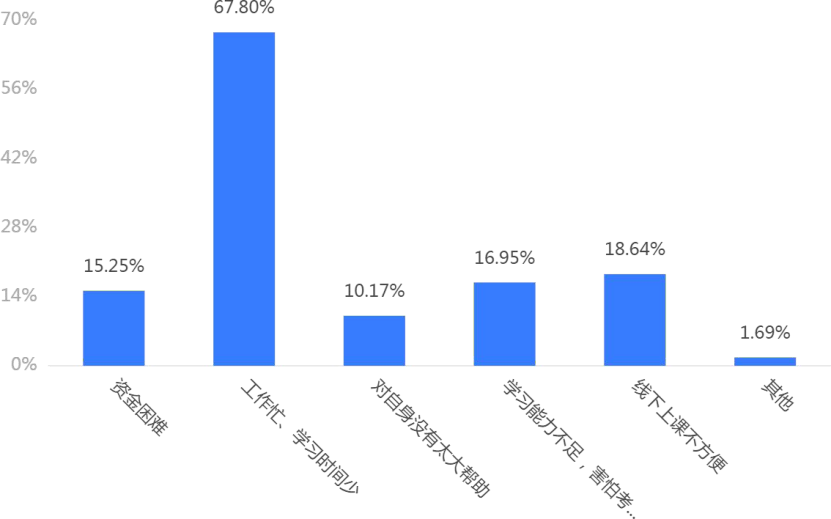 70%
56%
42%
28%
14%
0%
15.25%
67.80%
10.17%
16.95%
18.64%
1.69%
资金困难
工作忙、学习时间少
对自身没有太大帮助
学习能力不足，害怕考...
线下上课不方便
其他